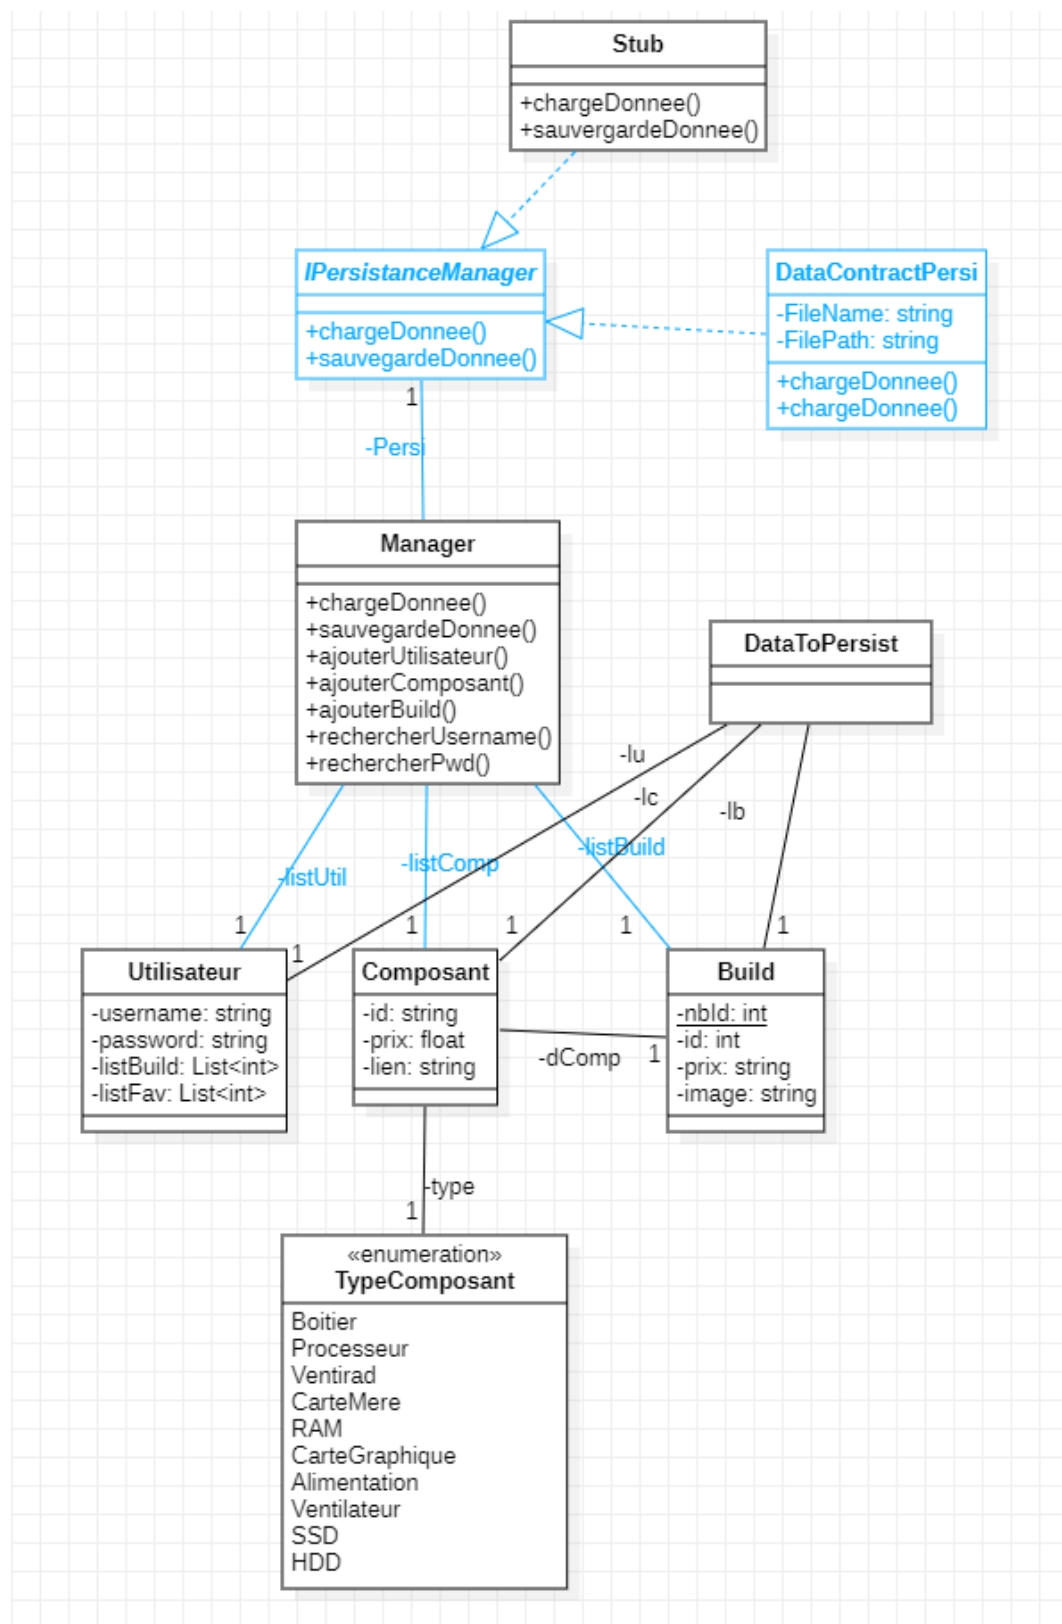 Stub
+chargeDonnee()
+sauvergardeDonnee()
IPersistanceManager
+chargeDonnee()
+sauvegardeDonnee()
DataContractPersi
-FileName: string
-FilePath: string
+chargeDonnee()
+chargeDonnee()
1
-Persi
Manager
+chargeDonnee()
+sauvegardeDonnee()
+ajouterUtilisateur()
+ajouterComposant()
+ajouterBuild()
+rechercherUsername()
+rechercherPwd()
DataToPersist
-lu
-lc
-lb
-listUtil
-listComp
-listBuild
1
1
1
1
1
1
Utilisateur
-username: string
-password: string
-listBuild: List<int>
-listFav: List<int>
Composant
-id: string
-prix: float
-lien: string
-dComp
1
Build
-nbId: int
-id: int
-prix: string
-image: string
-type
1
«enumeration»
TypeComposant
Boitier
Processeur
Ventirad
CarteMere
RAM
CarteGraphique
Alimentation
Ventilateur
SSD
HDD